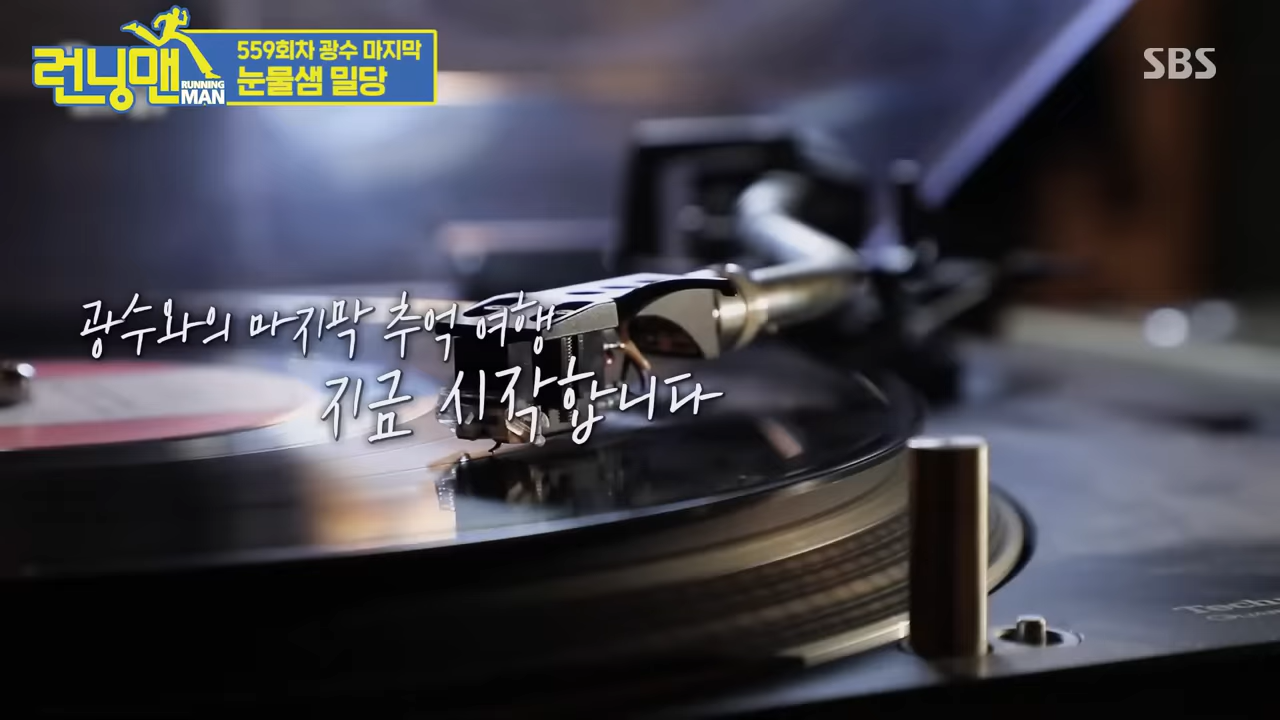 런닝맨
RUNNING
MAN
559회차 광수 마지막
눈물샘 밀당
SBS
광수와의 마지막 추억 여행
지금 시작합니다